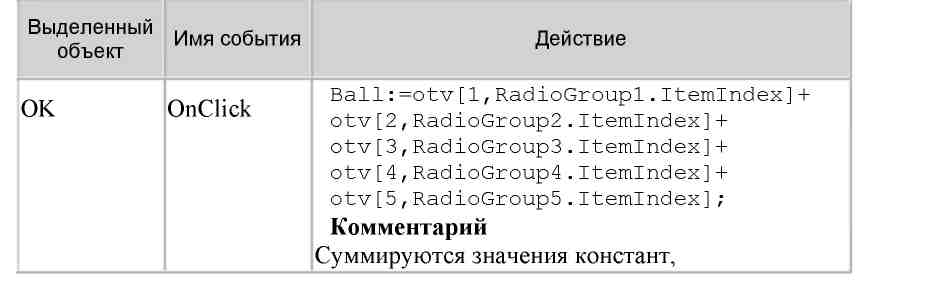 Выделенный объект
Имя события
Действие
OK
OnClick
Ball:=otv[1,RadioGroup1.ItemIndex]+
otv[2,RadioGroup2.ItemIndex]+
otv[3,RadioGroup3.ItemIndex]+
otv[4,RadioGroup4.ItemIndex]+
otv[5,RadioGroup5.ItemIndex];
Комментарий
Суммируются значения констант,